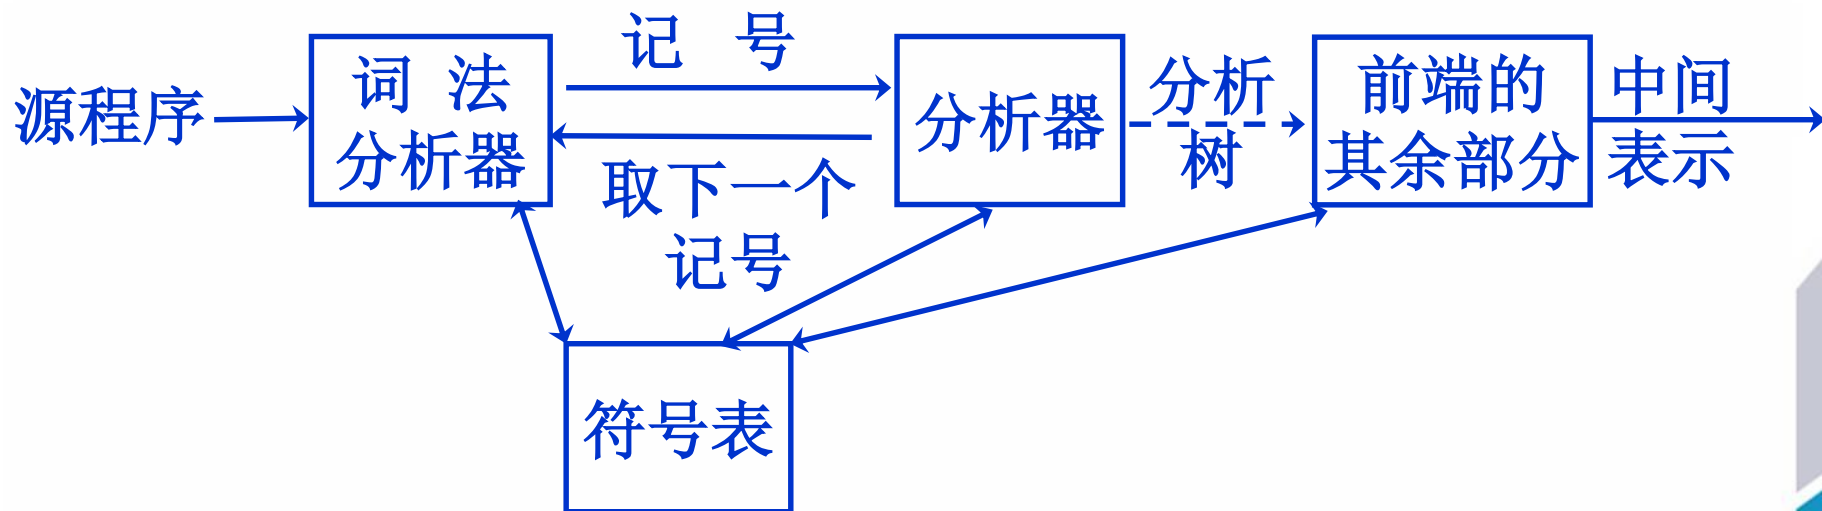 源程序
词 法
分析器
记 号
取下一个
记号
分析器
分析
树
前端的
其余部分
中间
表示
符号表